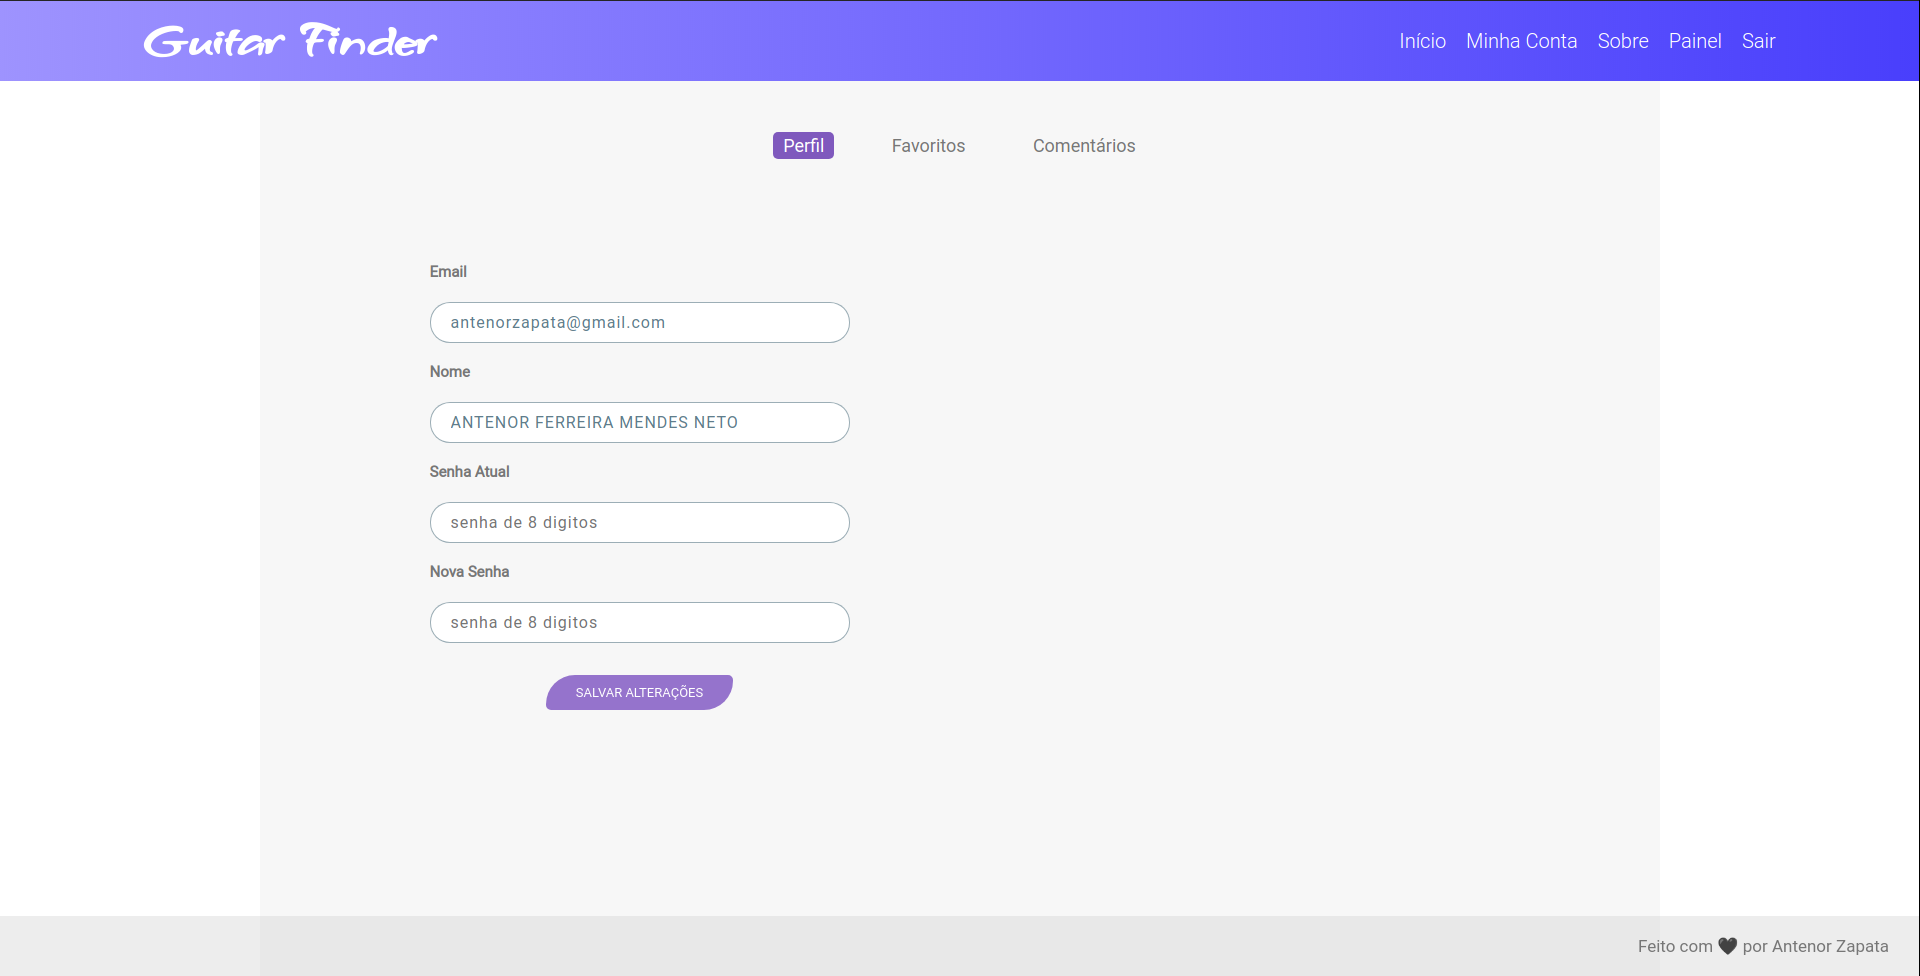 Guitar Finder
Início Minha Conta Sobre Painel Sair
Perfil Favoritos Comentários
Email
antenorzapata@gmail.com
Nome
ANTENOR FERREIRA MENDES NETO
Senha Atual
senha de 8 digitos
Nova Senha
senha de 8 digitos
SALVAR ALTERAÇÕES
Feito com 🖤 por Antenor Zapata